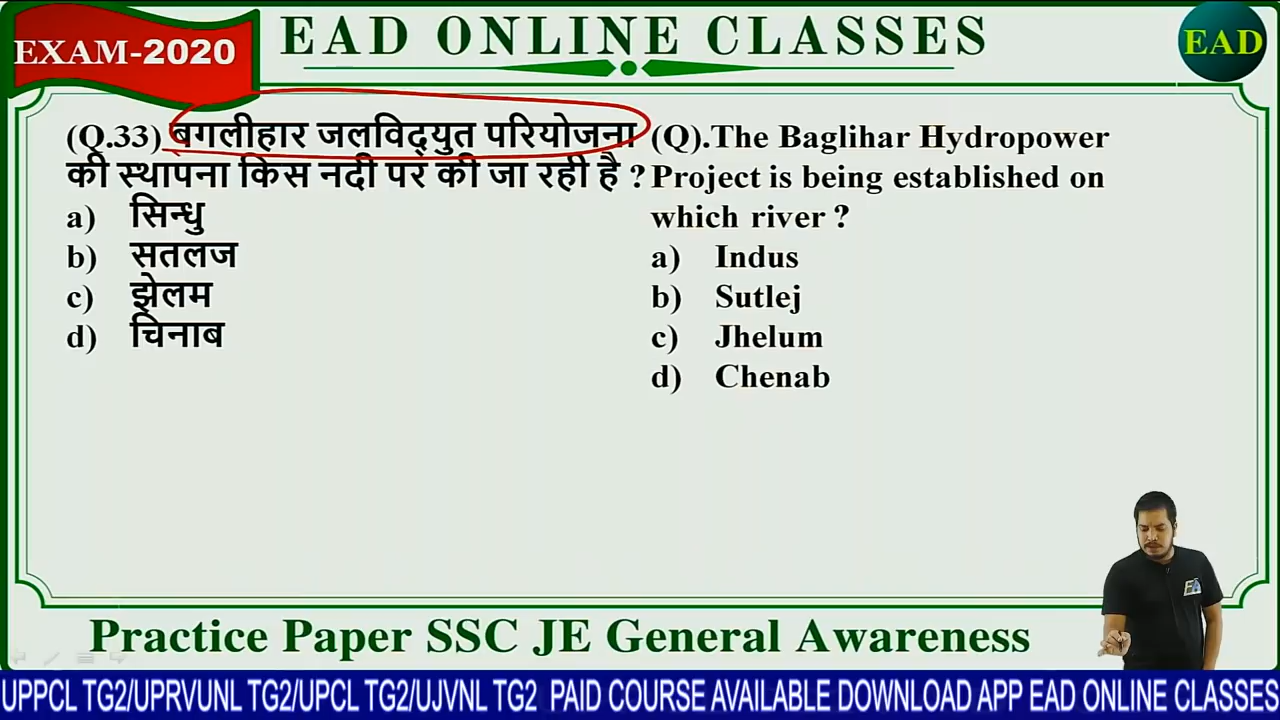 EXAM-2020
EAD ONLINE CLASSES
EAD
(Q.33) बगलीहार जलविद्युत परियोजना
की स्थापना किस नदी पर की जा रही है ?
a) सिन्धु
b) सतलज
c) झेलम
d) चिनाब
(Q).The Baglihar Hydropower
Project is being established on
which river ?
a) Indus
b) Sutlej
c) Jhelum
d) Chenab
Practice Paper SSC JE General Awareness
UPPCL TG2/UPRVUNL TG2/UPCL TG2/UJVNL TG2 PAID COURSE AVAILABLE DOWNLOAD APP EAD ONLINE CLASSES